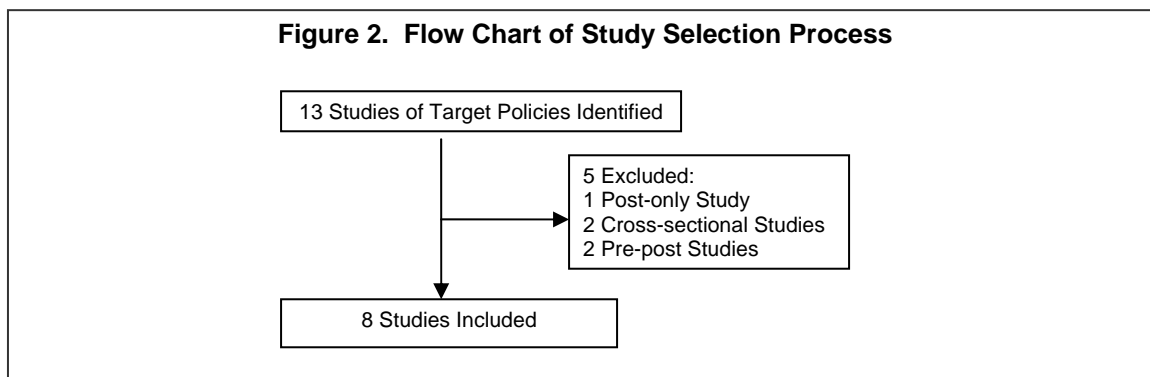 Figure 2.  Flow Chart of Study Selection Process
13 Studies of Target Policies Identified
5 Excluded:
1 Post-only Study
2 Cross-sectional Studies
2 Pre-post Studies
8 Studies Included